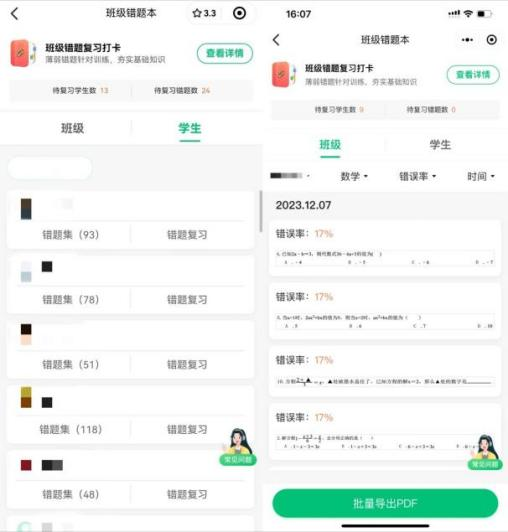 班级错题本
3.3
班级错题复习打卡
薄弱错题针对训练,夯实基础知识
查看详情
待复习学生数 13
待复习错题数 24
班级
学生
错题集(93)
错题复习
错题集(78)
错题复习
错题集(51)
错题复习
错题集(118)
错题复习
错题集(48)
错题复习
常见问题
16:07
班级错题本
班级错题复习打卡
薄弱错题针对训练,夯实基础知识
查看详情
待复习学生数 9
待复习错题数 0
班级
学生
数学
错误率
时间
2023.12.07
错误率:17%
错误率:17%
错误率:17%
错误率:17%
常见问题
批量导出PDF